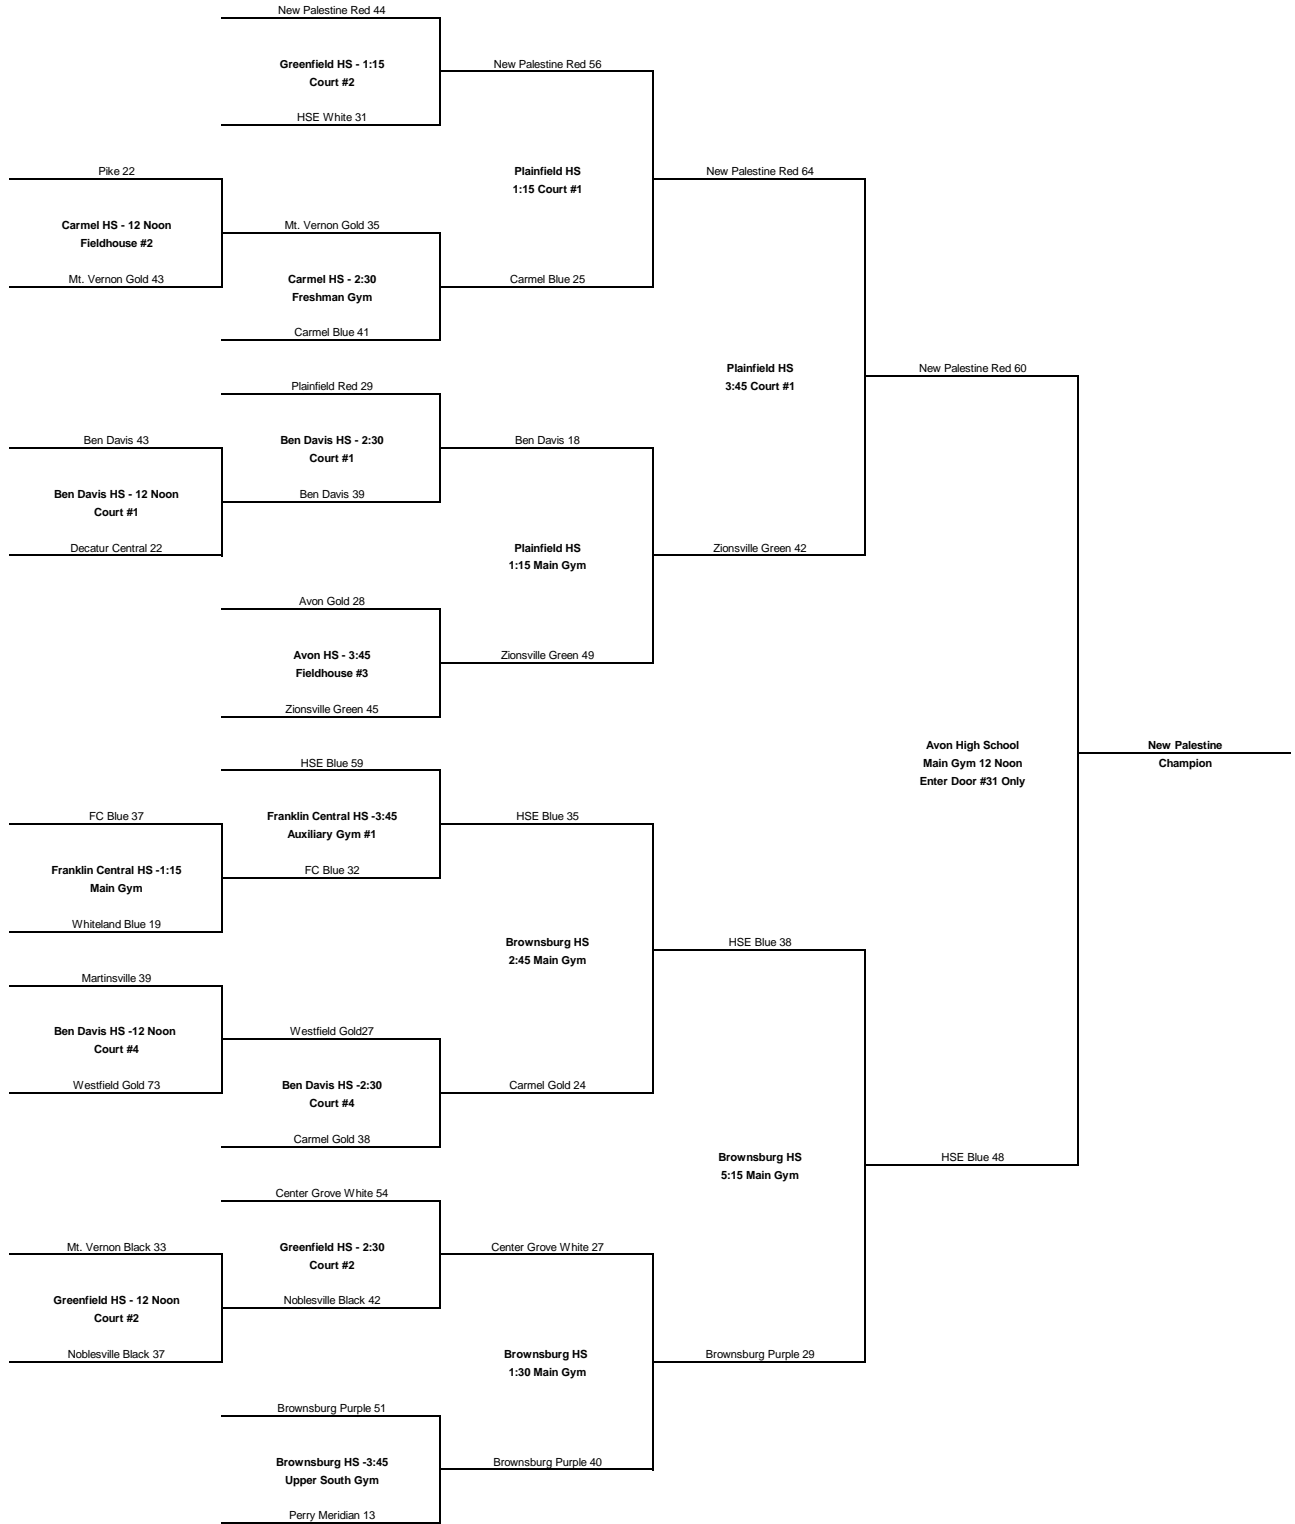 New Palestine Red 44
Greenfield HS - 1:15
Court #2
New Palestine Red 56
HSE White 31
Pike 22
Plainfield HS
1:15 Court #1
New Palestine Red 64
Carmel HS - 12 Noon
Fieldhouse #2
Mt. Vernon Gold 35
Mt. Vernon Gold 43
Carmel HS - 2:30
Freshman Gym
Carmel Blue 25
Carmel Blue 41
Plainfield HS
3:45 Court #1
New Palestine Red 60
Plainfield Red 29
Ben Davis 43
Ben Davis HS - 2:30
Court #1
Ben Davis 18
Ben Davis HS - 12 Noon
Court #1
Ben Davis 39
Decatur Central 22
Plainfield HS
1:15 Main Gym
Zionsville Green 42
Avon Gold 28
Avon HS - 3:45
Fieldhouse #3
Zionsville Green 49
Zionsville Green 45
Avon High School
Main Gym 12 Noon
Enter Door #31 Only
New Palestine
Champion
HSE Blue 59
FC Blue 37
Franklin Central HS -3:45
Auxiliary Gym #1
HSE Blue 35
Franklin Central HS -1:15
Main Gym
FC Blue 32
Whiteland Blue 19
Brownsburg HS
2:45 Main Gym
HSE Blue 38
Martinsville 39
Ben Davis HS -12 Noon
Court #4
Westfield Gold27
Westfield Gold 73
Ben Davis HS -2:30
Court #4
Carmel Gold 24
Carmel Gold 38
Brownsburg HS
5:15 Main Gym
HSE Blue 48
Center Grove White 54
Mt. Vernon Black 33
Greenfield HS - 2:30
Court #2
Center Grove White 27
Greenfield HS - 12 Noon
Court #2
Noblesville Black 42
Noblesville Black 37
Brownsburg HS
1:30 Main Gym
Brownsburg Purple 29
Brownsburg Purple 51
Brownsburg HS -3:45
Upper South Gym
Brownsburg Purple 40
Perry Meridian 13